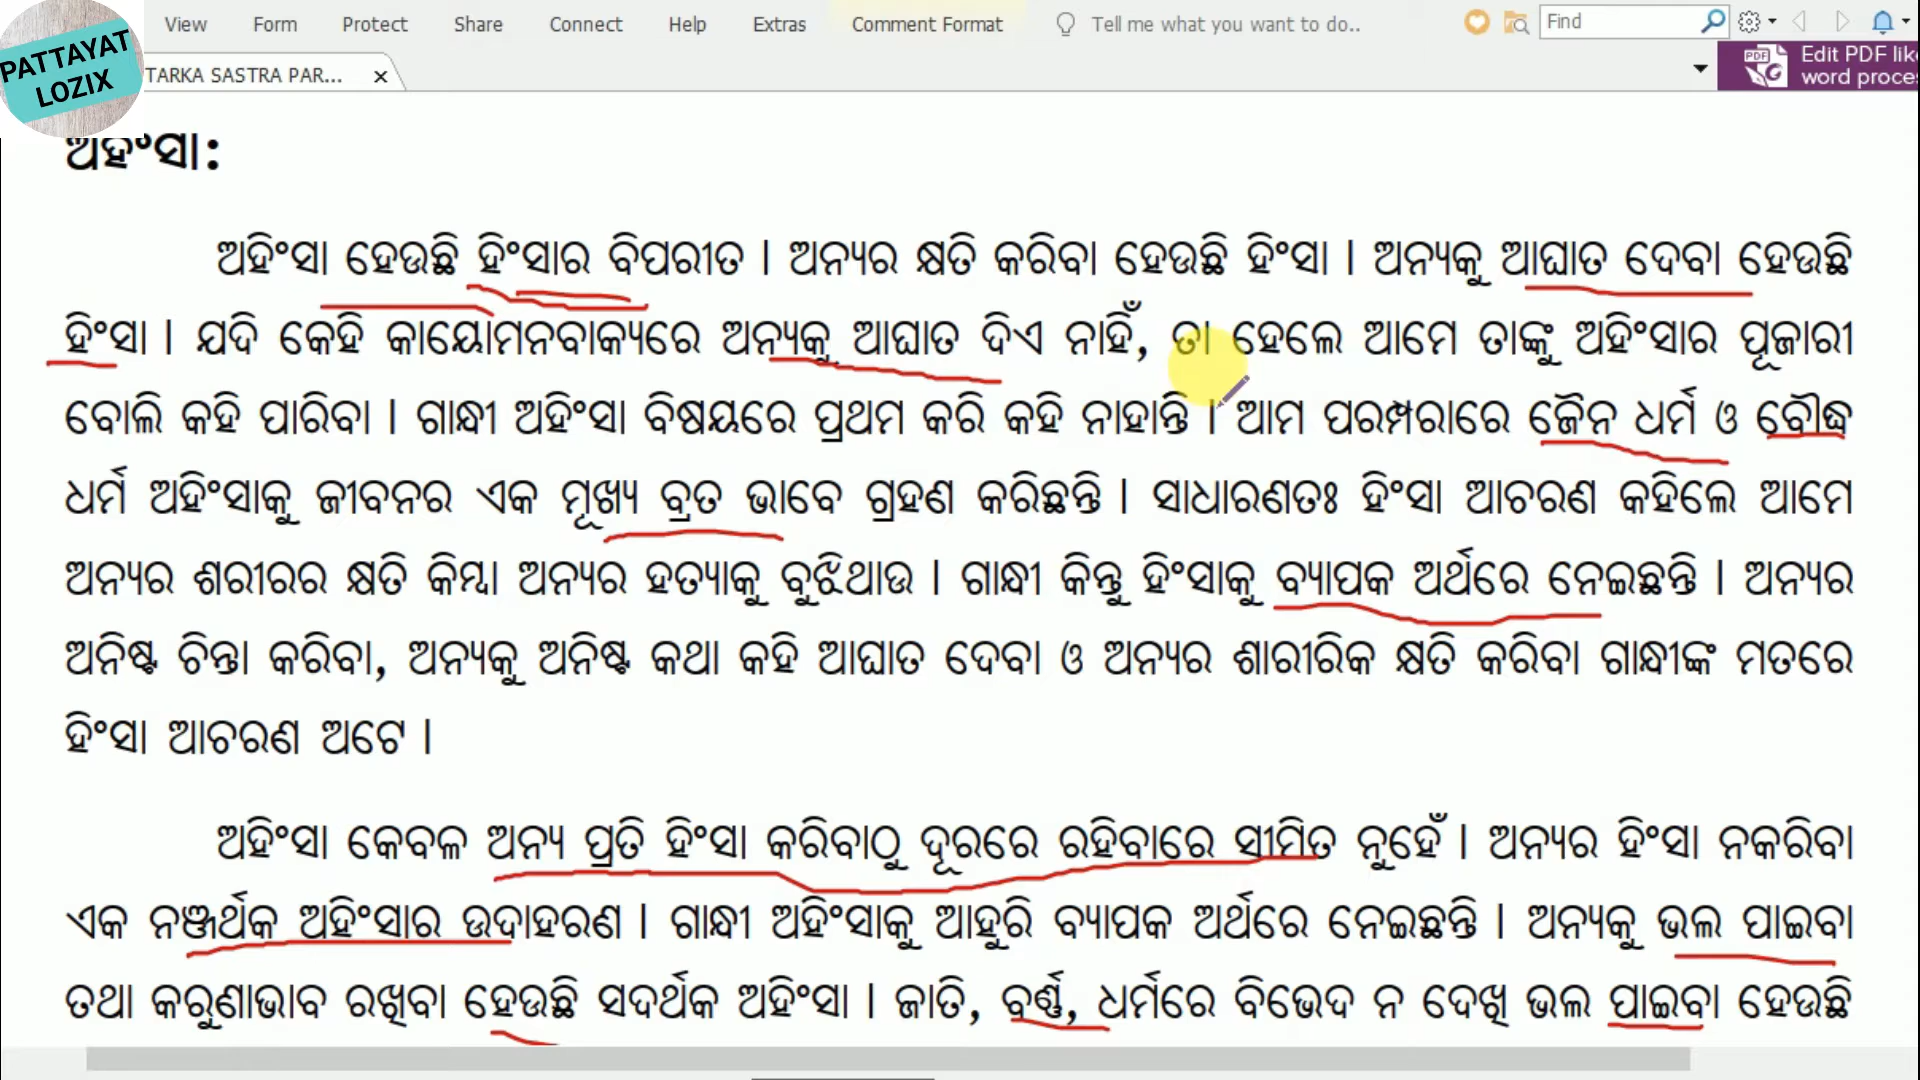 View Form Protect Share Connect Help Extras Comment Format Tell me what you want to do.. Find
PATTAYAT
LOZIX
TARKA SASTRA PAR...
Edit PDF like
word proces
ଅହିଂସା:
ଅହିଂସା ହେଉଛି ହିଂସାର ବିପରୀତ । ଅନ୍ୟର କ୍ଷତି କରିବା ହେଉଛି ହିଂସା । ଅନ୍ୟକୁ ଆଘାତ ଦେବା ହେଉଛି
ହିଂସା । ଯଦି କେହି କାୟୋମନବାକ୍ୟରେ ଅନ୍ୟକୁ ଆଘାତ ଦିଏ ନାହିଁ, ତା ହେଲେ ଆମେ ତାଙ୍କୁ ଅହିଂସାର ପୂଜାରୀ
ବୋଲି କହି ପାରିବା । ଗାନ୍ଧୀ ଅହିଂସା ବିଷୟରେ ପ୍ରଥମ କରି କହି ନାହାନ୍ତି । ଆମ ପରମ୍ପରାରେ ଜୈନ ଧର୍ମ ଓ ବୌଦ୍ଧ
ଧର୍ମ ଅହିଂସାକୁ ଜୀବନର ଏକ ମୂଖ୍ୟ ବ୍ରତ ଭାବେ ଗ୍ରହଣ କରିଛନ୍ତି । ସାଧାରଣତଃ ହିଂସା ଆଚରଣ କହିଲେ ଆମେ
ଅନ୍ୟର ଶରୀରର କ୍ଷତି କିମ୍ବା ଅନ୍ୟର ହତ୍ୟାକୁ ବୁଝିଥାଉ । ଗାନ୍ଧୀ କିନ୍ତୁ ହିଂସାକୁ ବ୍ୟାପକ ଅର୍ଥରେ ନେଇଛନ୍ତି । ଅନ୍ୟର
ଅନିଷ୍ଟ ଚିନ୍ତା କରିବା, ଅନ୍ୟକୁ ଅନିଷ୍ଟ କଥା କହି ଆଘାତ ଦେବା ଓ ଅନ୍ୟର ଶାରୀରିକ କ୍ଷତି କରିବା ଗାନ୍ଧୀଙ୍କ ମତରେ
ହିଂସା ଆଚରଣ ଅଟେ ।
ଅହିଂସା କେବଳ ଅନ୍ୟ ପ୍ରତି ହିଂସା କରିବାଠୁ ଦୂରରେ ରହିବାରେ ସୀମିତ ନୁହେଁ । ଅନ୍ୟର ହିଂସା ନକରିବା
ଏକ ନଞର୍ଥକ ଅହିଂସାର ଉଦାହରଣ । ଗାନ୍ଧୀ ଅହିଂସାକୁ ଆହୁରି ବ୍ୟାପକ ଅର୍ଥରେ ନେଇଛନ୍ତି । ଅନ୍ୟକୁ ଭଲ ପାଇବା
ତଥା କରୁଣାଭାବ ରଖିବା ହେଉଛି ସଦର୍ଥକ ଅହିଂସା । ଜାତି, ବର୍ଣ୍ଣ, ଧର୍ମରେ ବିଭେଦ ନ ଦେଖି ଭଲ ପାଇବା ହେଉଛି